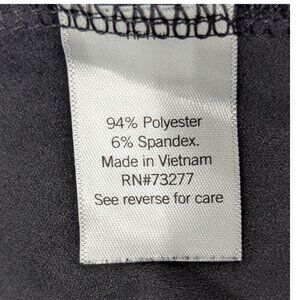 94% Polyester
6% Spandex.
Made in Vietnam
RN#73277
See reverse for care